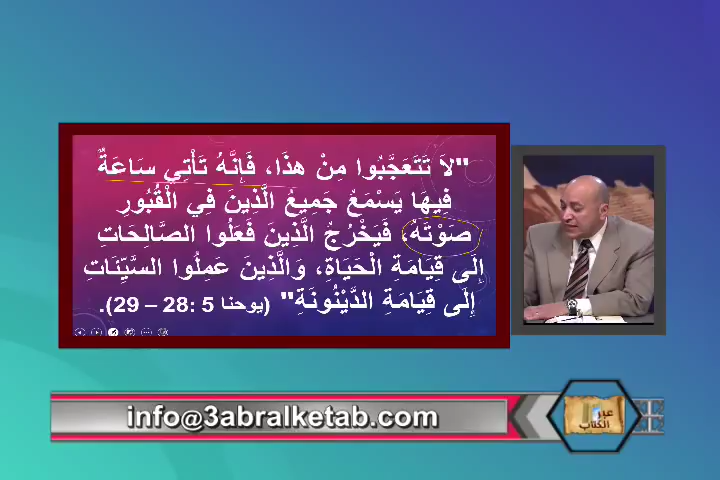 "لاَ تَتَعَجَّبُوا مِنْ هذَا، فَإِنَّهُ تَأْتِي سَاعَةٌ
فِيهَا يَسْمَعُ جَمِيعُ الَّذِينَ فِي الْقُبُورِ
صَوْتَهُ، فَيَخْرُجُ الَّذِينَ فَعَلُوا الصَّالِحَاتِ
إِلَى قِيَامَةِ الْحَيَاةِ، وَالَّذِينَ عَمِلُوا السَّيِّئَاتِ
إِلَى قِيَامَةِ الدَّيْنُونَةِ" (يوحنا 5 :28 – 29).
info@3abralketab.com
عبر
الكتاب